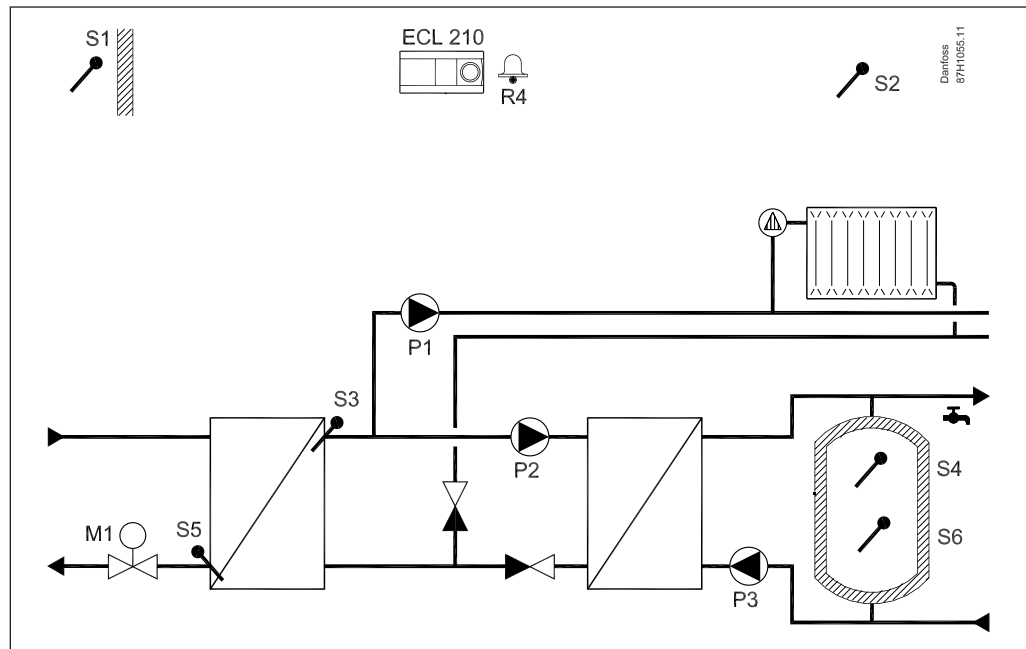 S1
ECL 210
R4
S2
Danfoss
87H1055.11
P1
S3
P2
S4
M1
S5
S6
P3